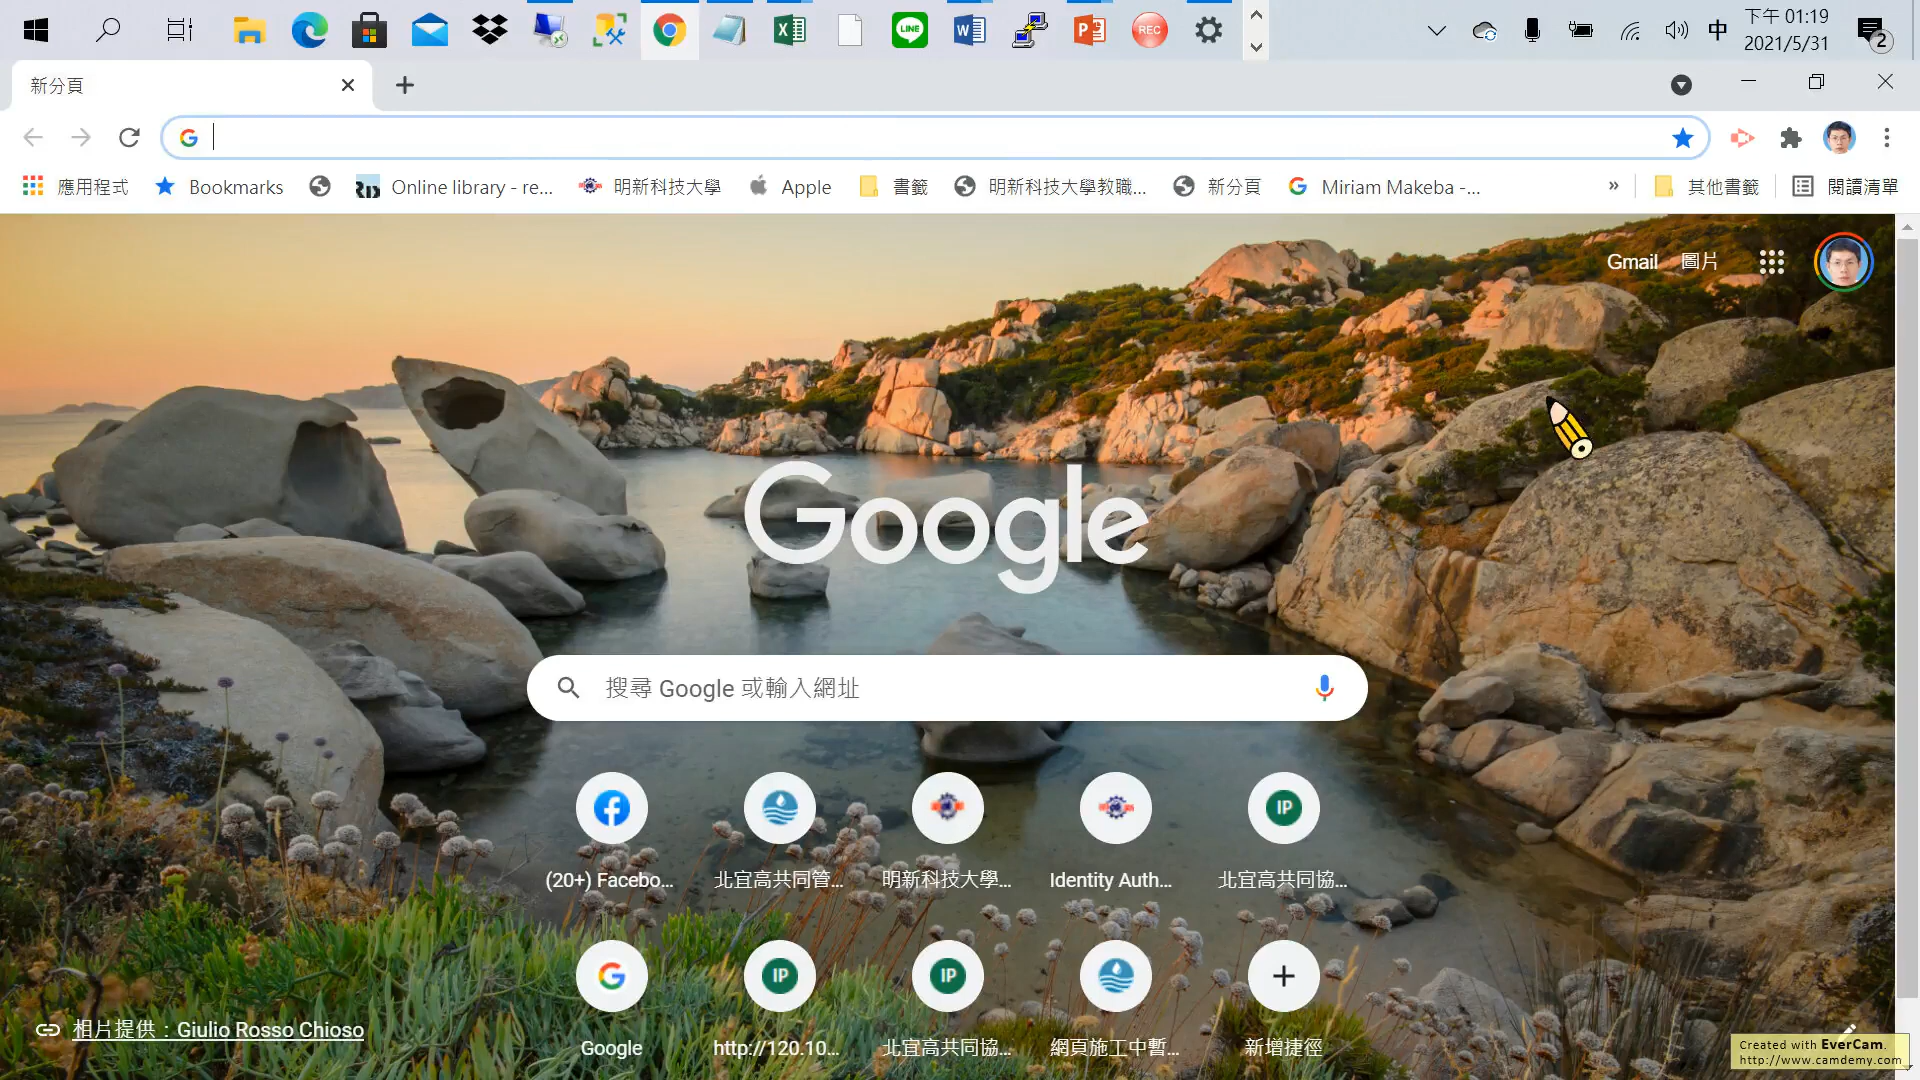 下午 01:19
2021/5/31
中
2
REC
LINE
新分頁
應用程式
Bookmarks
Online library - re...
明新科技大學
Apple
書籤
明新科技大學教職...
新分頁
Miriam Makeba -...
»
其他書籤
閱讀清單
Gmail
圖片
Google
搜尋 Google 或輸入網址
IP
(20+) Facebo...
北宜高共同管...
明新科技大學...
Identity Auth...
北宜高共同協...
IP
IP
Google
http://120.10...
北宜高共同協...
網頁施工中暫...
新增捷徑
相片提供：Giulio Rosso Chioso
Created with EverCam.
http://www.camdemy.com